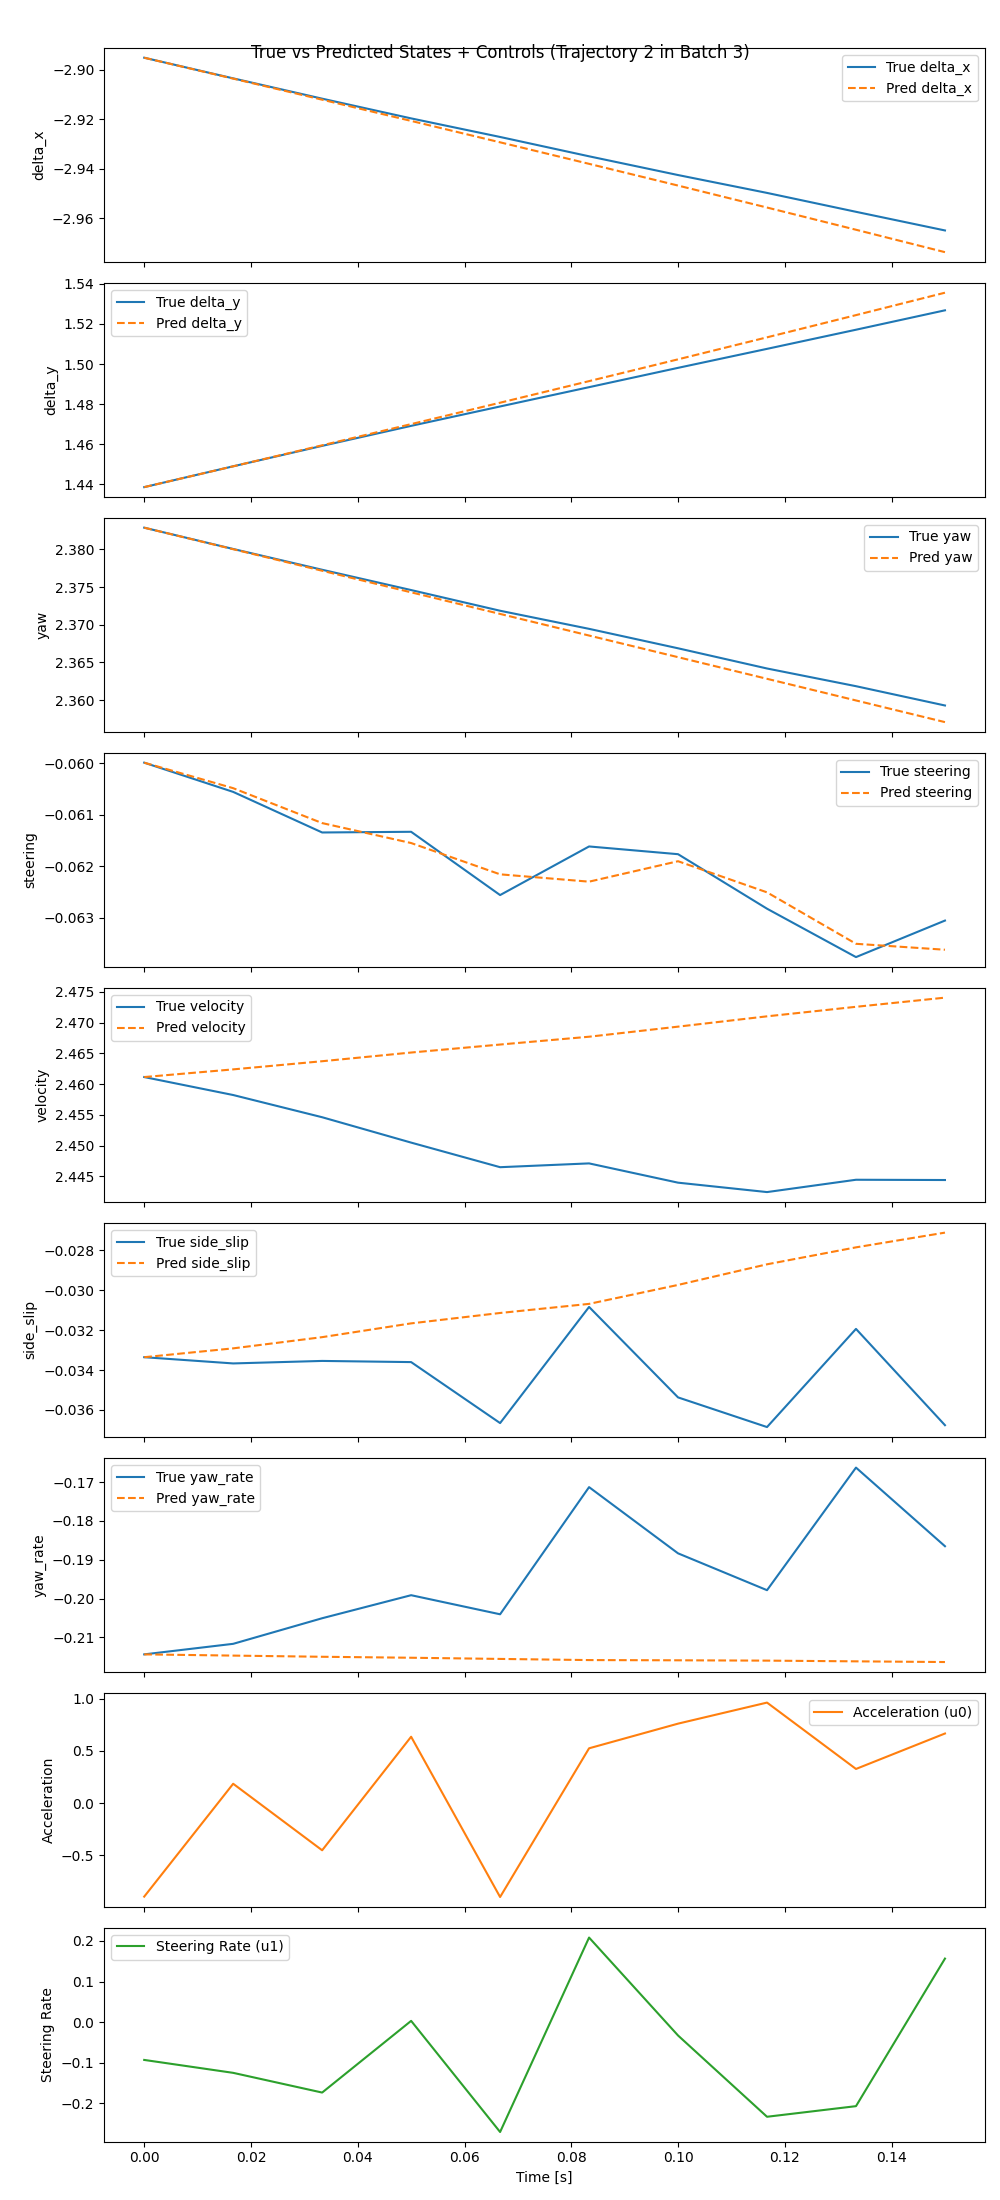 True vs Predicted States + Controls (Trajectory 2 in Batch 3)
True delta_x
Pred delta_x
−2.90
−2.92
−2.94
−2.96
delta_x
True delta_y
Pred delta_y
1.54
1.52
1.50
1.48
1.46
1.44
delta_y
True yaw
Pred yaw
2.380
2.375
2.370
2.365
2.360
yaw
True steering
Pred steering
−0.060
−0.061
−0.062
−0.063
steering
True velocity
Pred velocity
2.475
2.470
2.465
2.460
2.455
2.450
2.445
velocity
True side_slip
Pred side_slip
−0.028
−0.030
−0.032
−0.034
−0.036
side_slip
True yaw_rate
Pred yaw_rate
−0.17
−0.18
−0.19
−0.20
−0.21
yaw_rate
Acceleration (u0)
1.0
0.5
0.0
−0.5
Acceleration
Steering Rate (u1)
0.2
0.1
0.0
−0.1
−0.2
Steering Rate
0.00 0.02 0.04 0.06 0.08 0.10 0.12 0.14
Time [s]